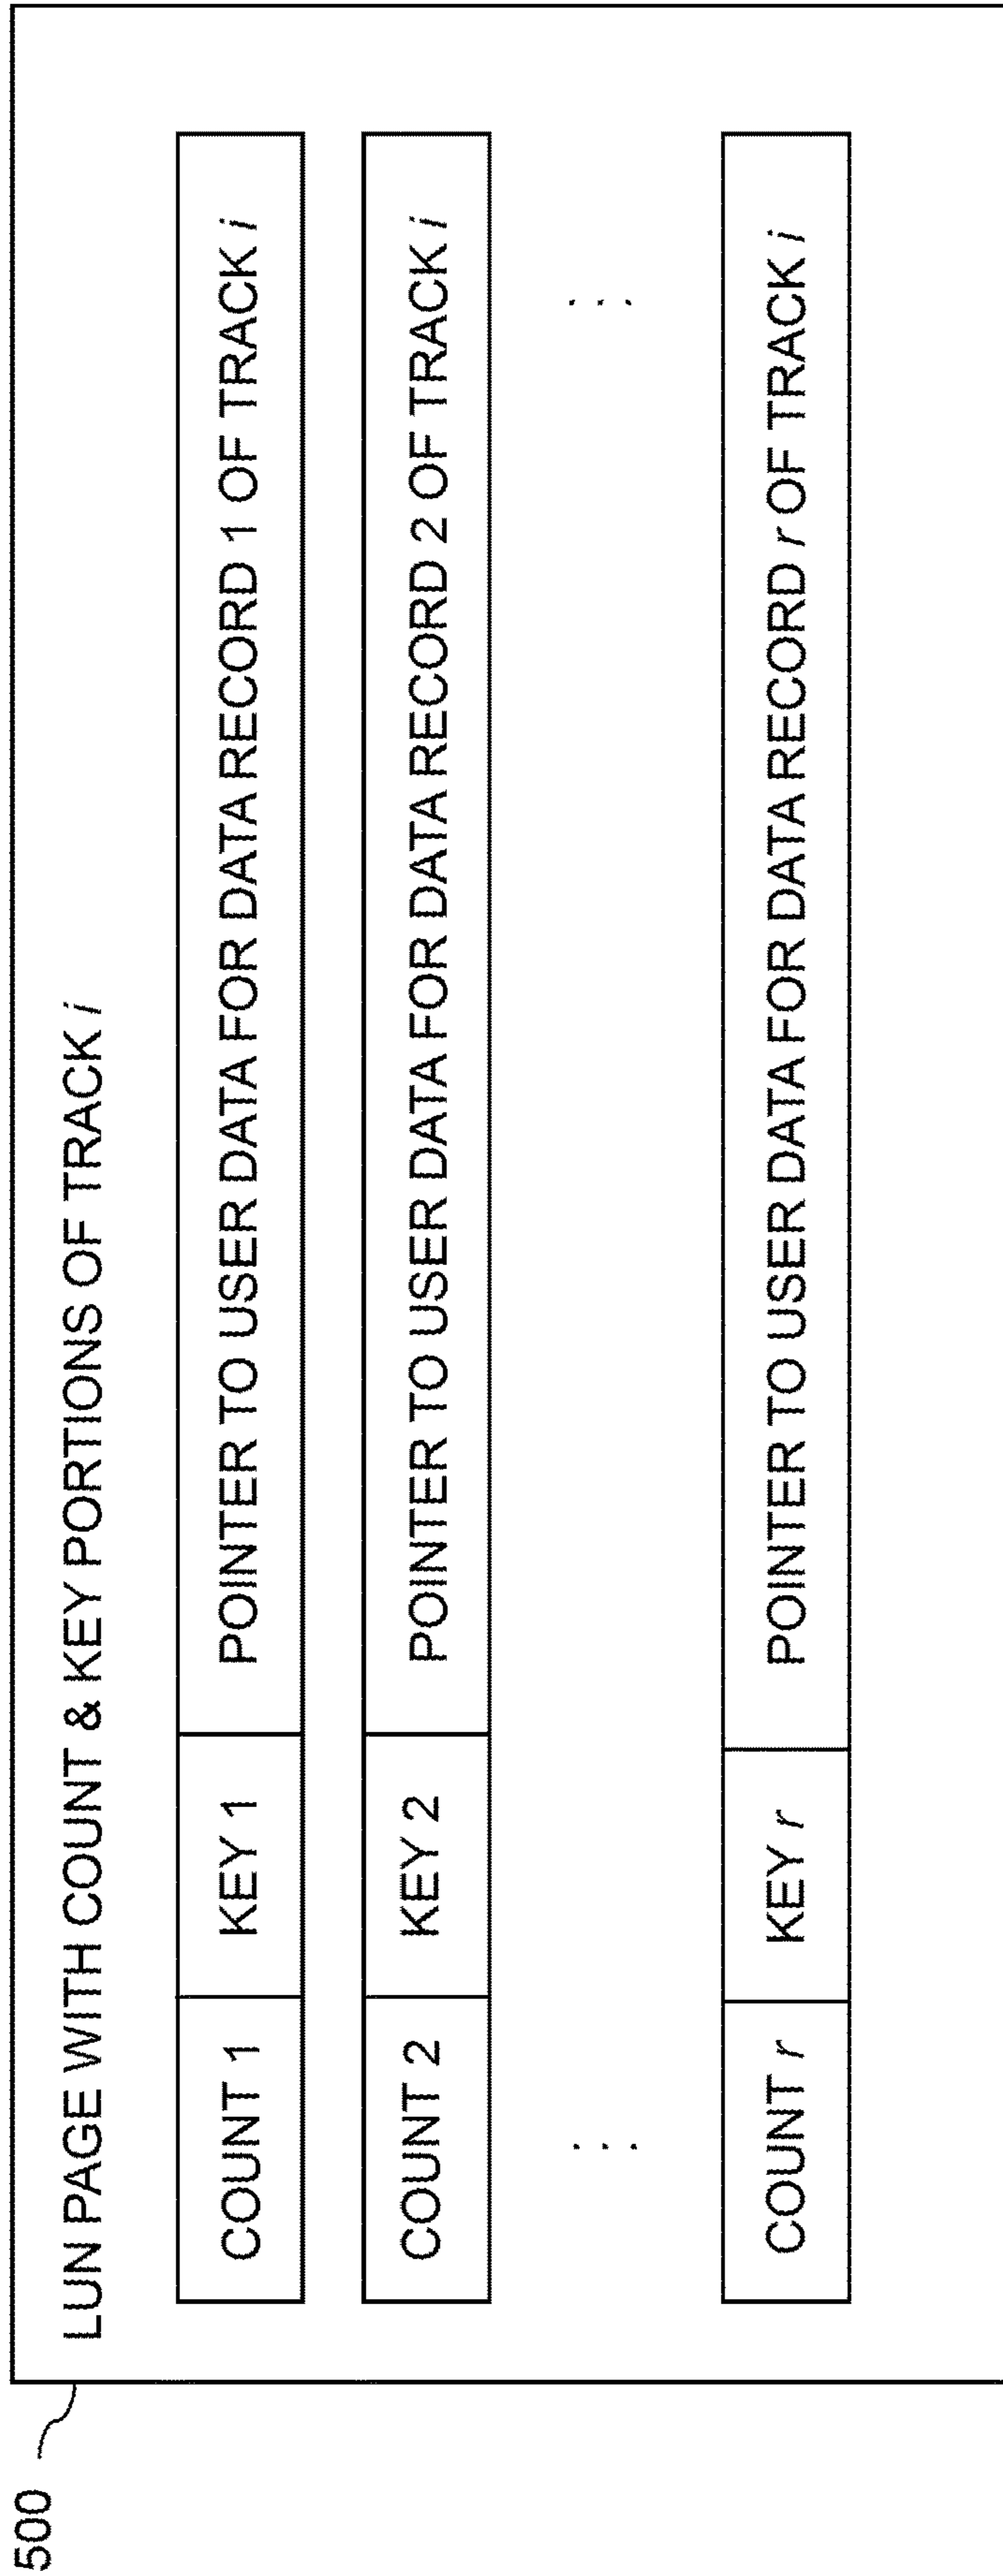 500
LUN PAGE WITH COUNT & KEY PORTIONS OF TRACK i
COUNT 1 KEY 1 POINTER TO USER DATA FOR DATA RECORD 1 OF TRACK i
COUNT 2 KEY 2 POINTER TO USER DATA FOR DATA RECORD 2 OF TRACK i
. . . . . .
COUNT r KEY r POINTER TO USER DATA FOR DATA RECORD r OF TRACK i